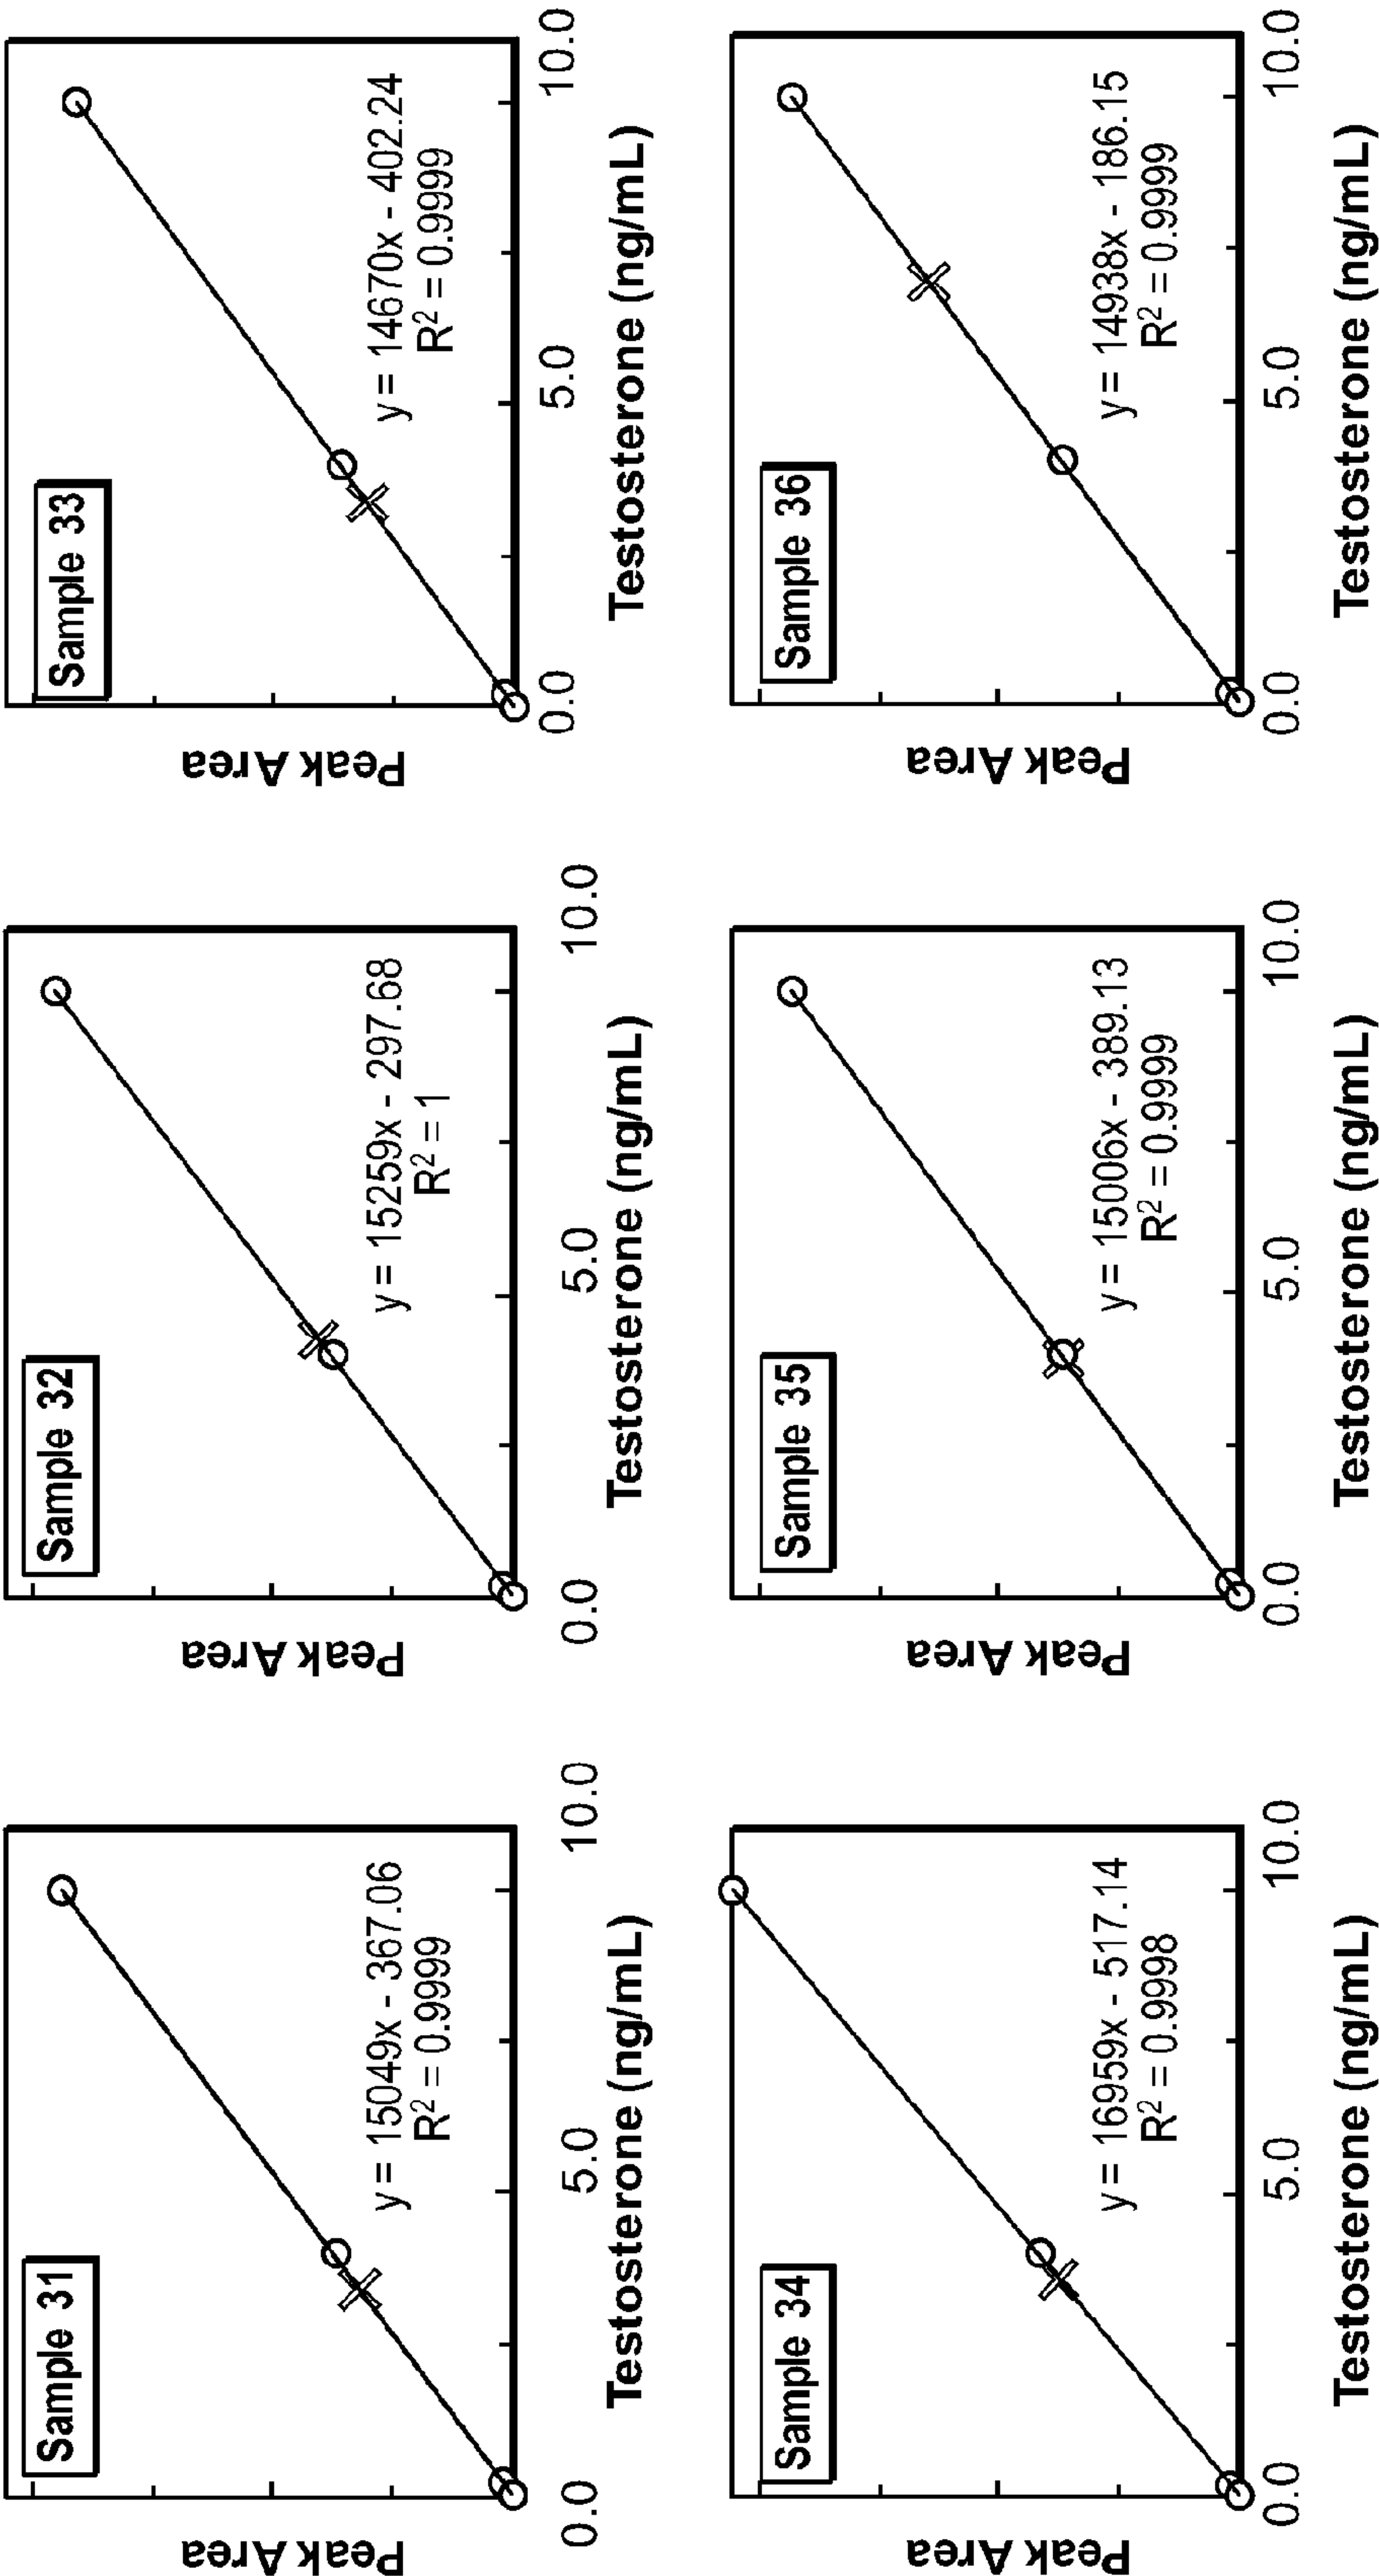 Sample 31
Peak Area
y = 15049x - 367.06
R² = 0.9999
0.0
5.0
10.0
Testosterone (ng/mL)
Sample 32
Peak Area
y = 15259x - 297.68
R² = 1
0.0
5.0
10.0
Testosterone (ng/mL)
Sample 33
Peak Area
y = 14670x - 402.24
R² = 0.9999
0.0
5.0
10.0
Testosterone (ng/mL)
Sample 34
Peak Area
y = 16959x - 517.14
R² = 0.9998
0.0
5.0
10.0
Testosterone (ng/mL)
Sample 35
Peak Area
y = 15006x - 389.13
R² = 0.9999
0.0
5.0
10.0
Testosterone (ng/mL)
Sample 36
Peak Area
y = 14938x - 186.15
R² = 0.9999
0.0
5.0
10.0
Testosterone (ng/mL)